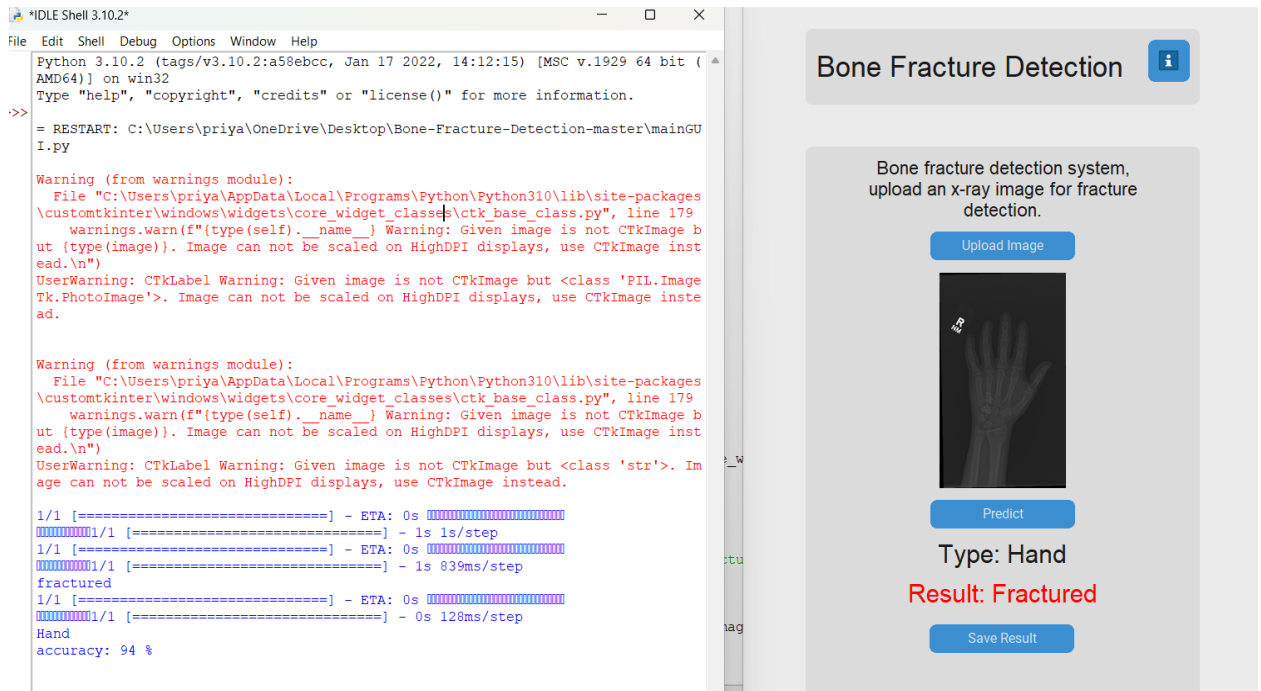 *IDLE Shell 3.10.2*
File Edit Shell Debug Options Window Help
Python 3.10.2 (tags/v3.10.2:a58ebcc, Jan 17 2022, 14:12:15) [MSC v.1929 64 bit (
AMD64)] on win32
Type "help", "copyright", "credits" or "license()" for more information.
>>>
= RESTART: C:\Users\priya\OneDrive\Desktop\Bone-Fracture-Detection-master\mainGU
I.py
Warning (from warnings module):
File "C:\Users\priya\AppData\Local\Programs\Python\Python310\lib\site-packages
\customtkinter\windows\widgets\core_widget_classes\ctk_base_class.py", line 179
warnings.warn(f"{type(self).__name__} Warning: Given image is not CTkImage b
ut {type(image)}. Image can not be scaled on HighDPI displays, use CTkImage inst
ead.\n")
UserWarning: CTkLabel Warning: Given image is not CTkImage but <class 'PIL.Image
Tk.PhotoImage'>. Image can not be scaled on HighDPI displays, use CTkImage inste
ad.
Warning (from warnings module):
File "C:\Users\priya\AppData\Local\Programs\Python\Python310\lib\site-packages
\customtkinter\windows\widgets\core_widget_classes\ctk_base_class.py", line 179
warnings.warn(f"{type(self).__name__} Warning: Given image is not CTkImage b
ut {type(image)}. Image can not be scaled on HighDPI displays, use CTkImage inst
ead.\n")
UserWarning: CTkLabel Warning: Given image is not CTkImage but <class 'str'>. Im
age can not be scaled on HighDPI displays, use CTkImage instead.
1/1 [==============================] - ETA: 0s
1/1 [==============================] - 1s 1s/step
1/1 [==============================] - ETA: 0s
1/1 [==============================] - 1s 839ms/step
fractured
1/1 [==============================] - ETA: 0s
1/1 [==============================] - 0s 128ms/step
Hand
accuracy: 94 %
Bone Fracture Detection
i
Bone fracture detection system,
upload an x-ray image for fracture
detection.
Upload Image
R
NM
Predict
Type: Hand
Result: Fractured
Save Result